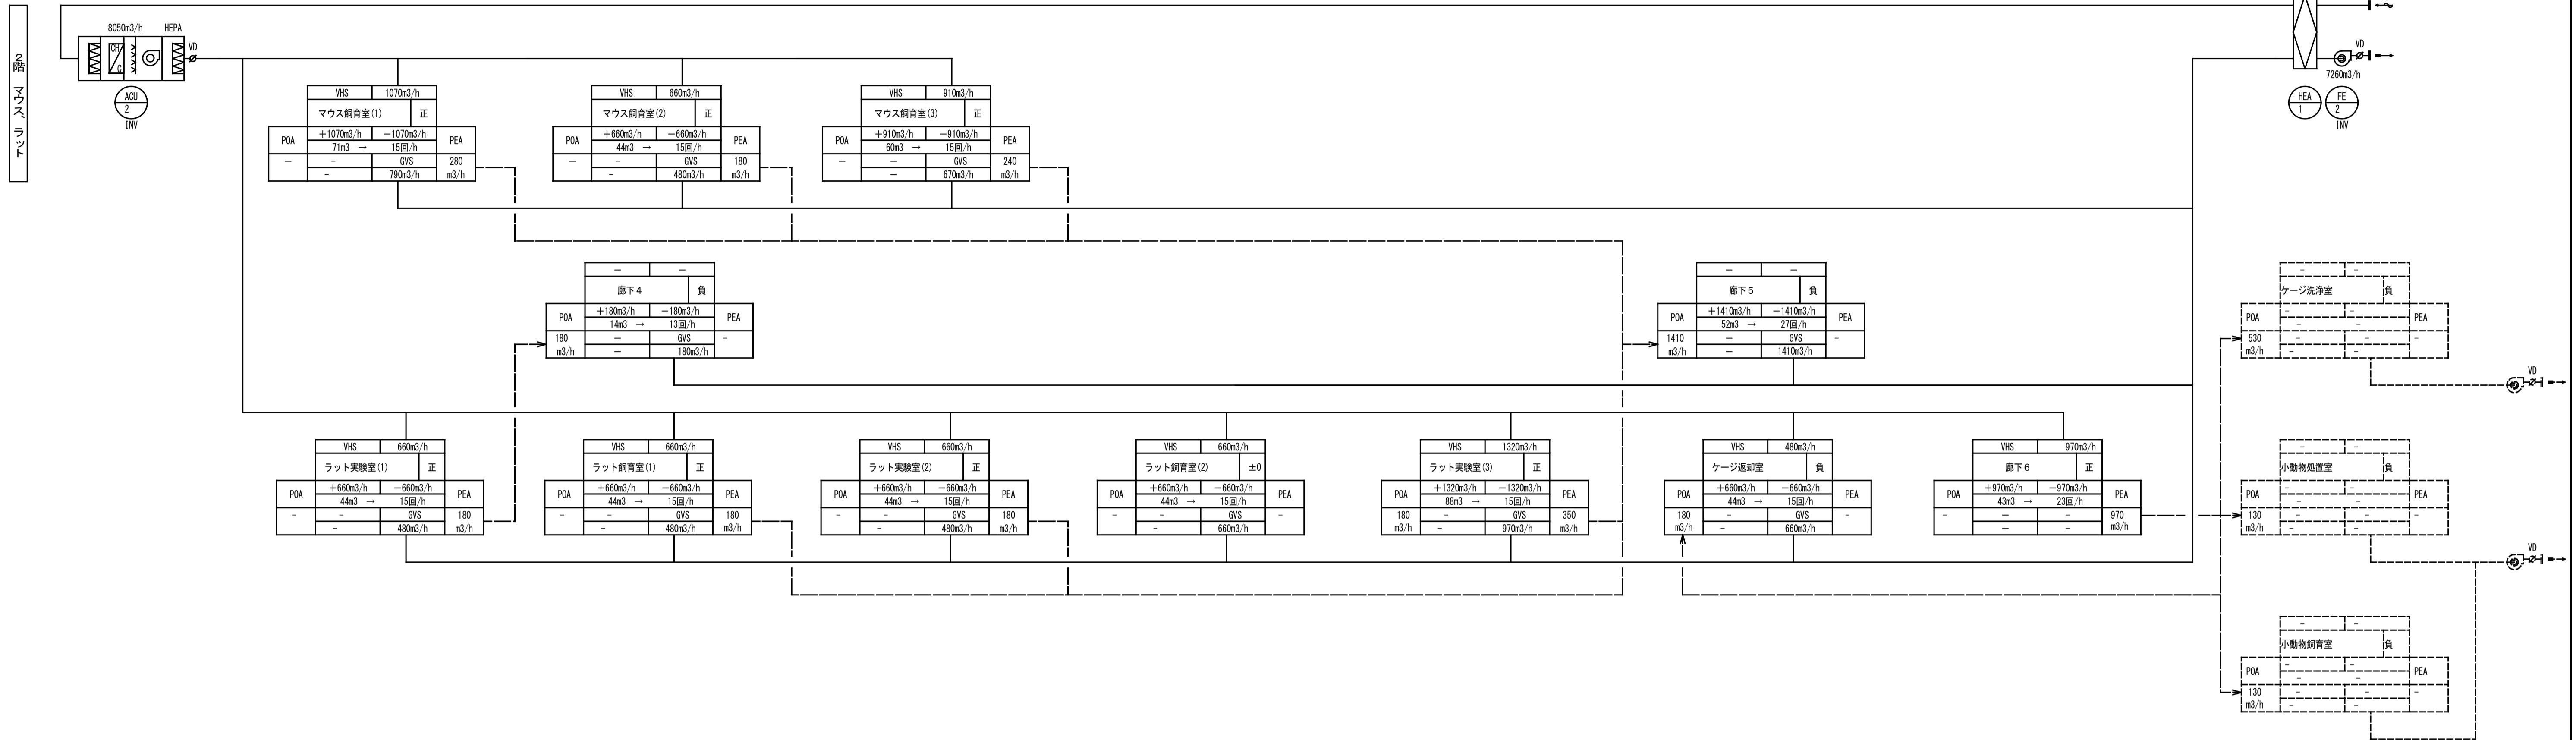 2階 マウス、ラット
8050m3/h HEPA
CH
C
VD
ACU
2
INV
VD
7260m3/h
HEA
1
FE
2
INV
VHS 1070m3/h
マウス飼育室(1) 正
POA +1070m3/h －1070m3/h PEA
71m3 → 15回/h
－ - GVS 280
- 790m3/h m3/h
VHS 660m3/h
マウス飼育室(2) 正
POA +660m3/h －660m3/h PEA
44m3 → 15回/h
－ - GVS 180
- 480m3/h m3/h
VHS 910m3/h
マウス飼育室(3) 正
POA +910m3/h －910m3/h PEA
60m3 → 15回/h
－ － GVS 240
－ 670m3/h m3/h
－ －
廊下４ 負
POA +180m3/h －180m3/h PEA
14m3 → 13回/h
180 － GVS -
m3/h － 180m3/h
－ －
廊下５ 負
POA +1410m3/h －1410m3/h PEA
52m3 → 27回/h
1410 － GVS -
m3/h － 1410m3/h
- -
ケージ洗浄室 負
POA - - PEA
- -
530 - - -
m3/h - -
VD
VHS 660m3/h
ラット実験室(1) 正
POA +660m3/h －660m3/h PEA
44m3 → 15回/h
- - GVS 180
- 480m3/h m3/h
VHS 660m3/h
ラット飼育室(1) 正
POA +660m3/h －660m3/h PEA
44m3 → 15回/h
- - GVS 180
- 480m3/h m3/h
VHS 660m3/h
ラット実験室(2) 正
POA +660m3/h －660m3/h PEA
44m3 → 15回/h
- - GVS 180
- 480m3/h m3/h
VHS 660m3/h
ラット飼育室(2) ±0
POA +660m3/h －660m3/h PEA
44m3 → 15回/h
- - GVS -
- 660m3/h
VHS 1320m3/h
ラット実験室(3) 正
POA +1320m3/h －1320m3/h PEA
88m3 → 15回/h
180 - GVS 350
m3/h - 970m3/h m3/h
VHS 480m3/h
ケージ返却室 負
POA +660m3/h －660m3/h PEA
44m3 → 15回/h
180 - GVS -
m3/h - 660m3/h
VHS 970m3/h
廊下６ 正
POA +970m3/h －970m3/h PEA
43m3 → 23回/h
- － - 970
－ - m3/h
- -
小動物処置室 負
POA - - PEA
- -
130 - - -
m3/h - -
VD
- -
小動物飼育室 負
POA - - PEA
- -
130 - - -
m3/h - -